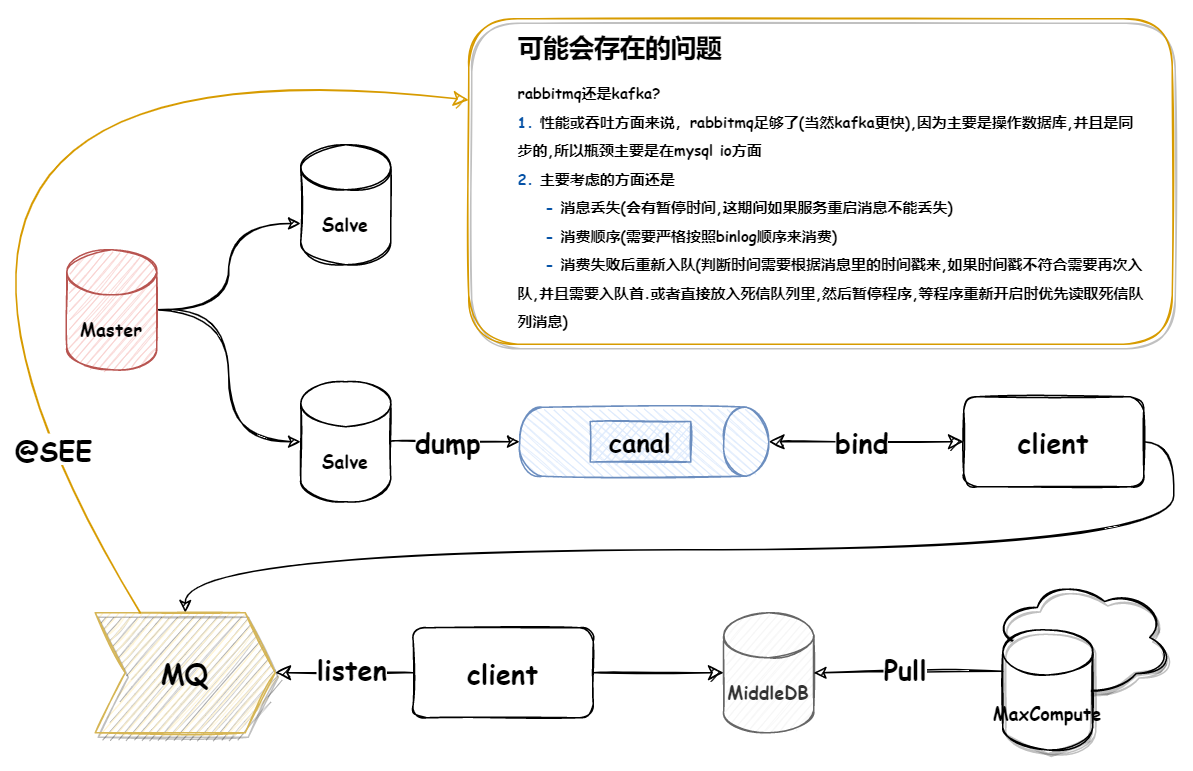 可能会存在的问题
rabbitmq还是kafka?
1. 性能或吞吐方面来说，rabbitmq足够了(当然kafka更快),因为主要是操作数据库,并且是同
步的,所以瓶颈主要是在mysql io方面
2. 主要考虑的方面还是
- 消息丢失(会有暂停时间,这期间如果服务重启消息不能丢失)
- 消费顺序(需要严格按照binlog顺序来消费)
- 消费失败后重新入队(判断时间需要根据消息里的时间戳来,如果时间戳不符合需要再次入
队,并且需要入队首.或者直接放入死信队列里,然后暂停程序,等程序重新开启时优先读取死信队
列消息)
Salve
Master
@SEE
Salve
dump
canal
bind
client
MQ
listen
client
MiddleDB
Pull
MaxCompute